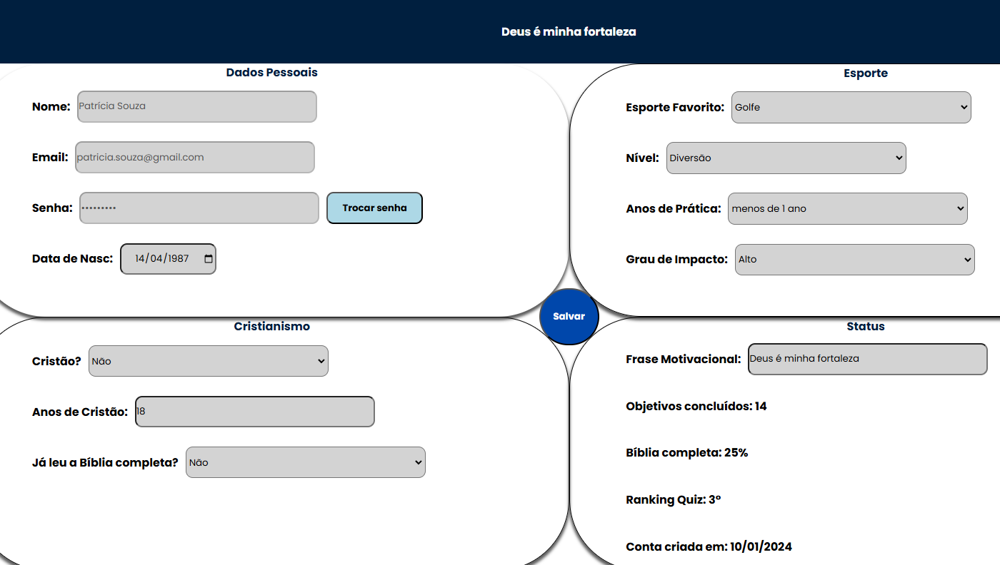 Deus é minha fortaleza
Dados Pessoais
Nome: Patrícia Souza
Email: patricia.souza@gmail.com
Senha: ••••••••• Trocar senha
Data de Nasc: 14/04/1987
Esporte
Esporte Favorito: Golfe
Nível: Diversão
Anos de Prática: menos de 1 ano
Grau de Impacto: Alto
Salvar
Cristianismo
Cristão? Não
Anos de Cristão: 18
Já leu a Bíblia completa? Não
Status
Frase Motivacional: Deus é minha fortaleza
Objetivos concluídos: 14
Bíblia completa: 25%
Ranking Quiz: 3º
Conta criada em: 10/01/2024